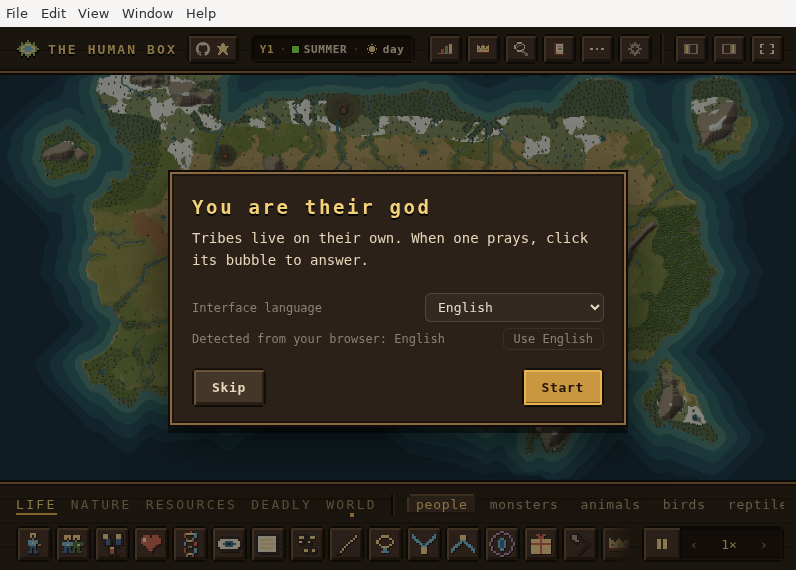 File Edit View Window Help
THE HUMAN BOX
Y1 · SUMMER · day
You are their god
Tribes live on their own. When one prays, click
its bubble to answer.
Interface language English
Detected from your browser: English Use English
Skip Start
LIFE NATURE RESOURCES DEADLY WORLD people monsters animals birds reptile
‹ 1× ›